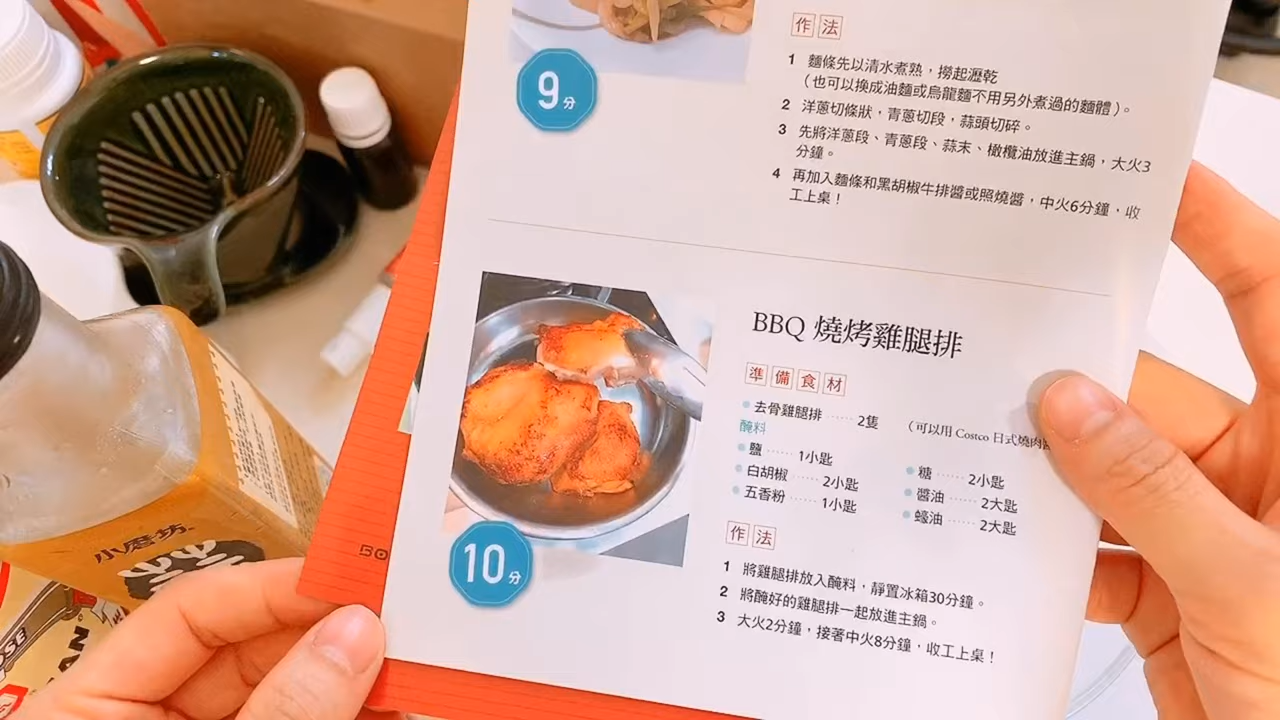 作法
1 麵條先以清水煮熟，撈起瀝乾
（也可以換成油麵或烏龍麵不用另外煮過的麵體）。
2 洋蔥切條狀，青蔥切段，蒜頭切碎。
3 先將洋蔥段、青蔥段、蒜末、橄欖油放進主鍋，大火3
分鐘。
4 再加入麵條和黑胡椒牛排醬或照燒醬，中火6分鐘，收
工上桌！
9分
BBQ 燒烤雞腿排
準備食材
去骨雞腿排 ······ 2隻 （可以用 Costco 日式燒肉
醃料
鹽 ······ 1小匙
白胡椒 ······ 2小匙
五香粉 ······ 1小匙
糖 ······ 2小匙
醬油 ······ 2大匙
蠔油 ······ 2大匙
作法
1 將雞腿排放入醃料，靜置冰箱30分鐘。
2 將醃好的雞腿排一起放進主鍋。
3 大火2分鐘，接著中火8分鐘，收工上桌！
10分
小磨坊